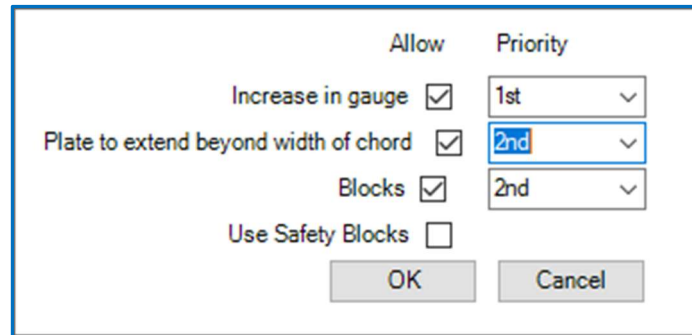 Allow Priority
Increase in gauge 1st
Plate to extend beyond width of chord 2nd
Blocks 2nd
Use Safety Blocks
OK Cancel